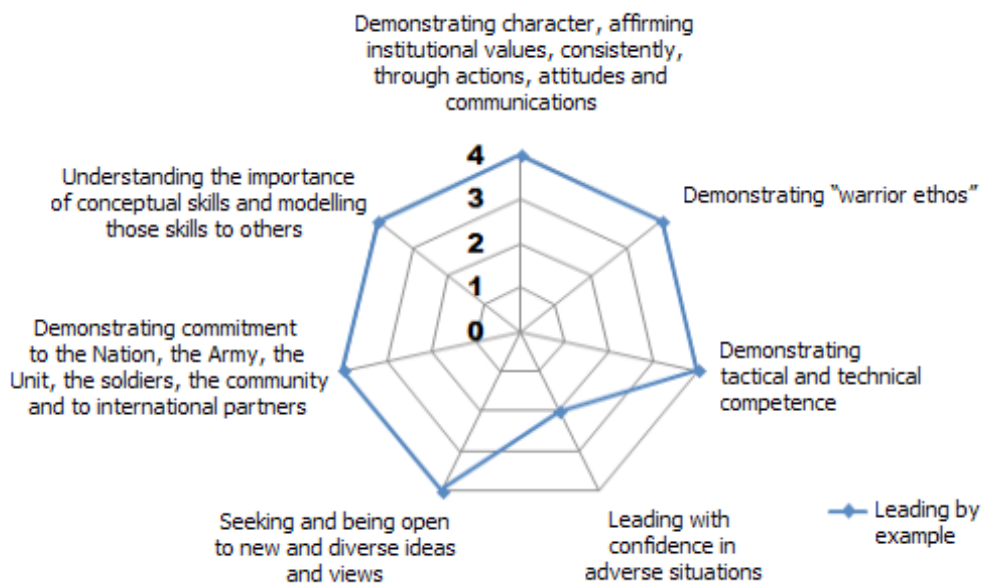 Demonstrating character, affirming
institutional values, consistently,
through actions, attitudes and
communications
4
3
2
1
0
Understanding the importance
of conceptual skills and modelling
those skills to others
Demonstrating “warrior ethos”
Demonstrating commitment
to the Nation, the Army, the
Unit, the soldiers, the community
and to international partners
Demonstrating
tactical and technical
competence
Seeking and being open
to new and diverse ideas
and views
Leading with
confidence in
adverse situations
Leading by
example